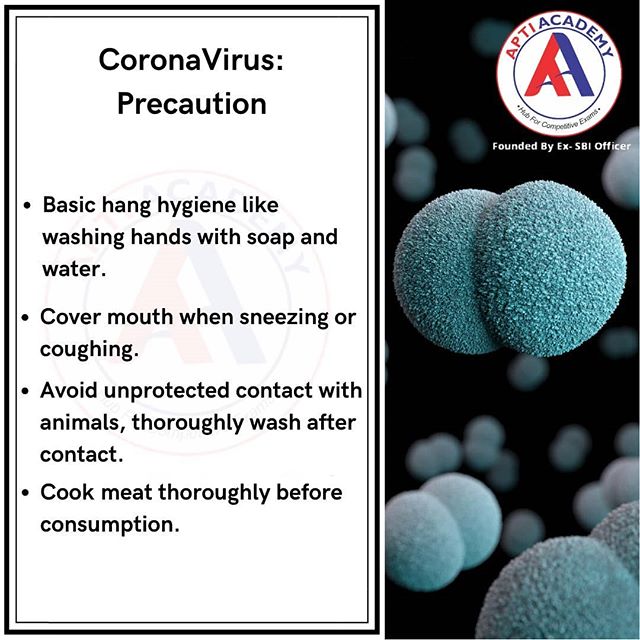 CoronaVirus:
Precaution
• Basic hang hygiene like
washing hands with soap and
water.
• Cover mouth when sneezing or
coughing.
• Avoid unprotected contact with
animals, thoroughly wash after
contact.
• Cook meat thoroughly before
consumption.
APTI ACADEMY
• Hub For Competitive Exams •
Founded By Ex- SBI Officer